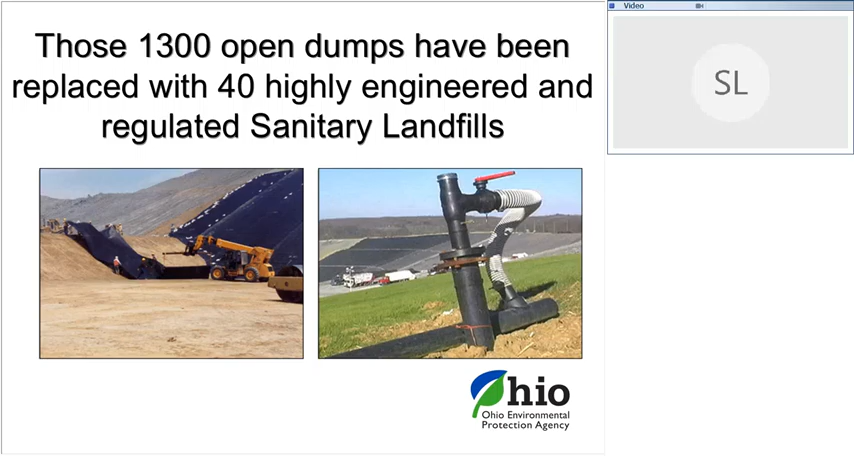 Those 1300 open dumps have been
replaced with 40 highly engineered and
regulated Sanitary Landfills
Ohio
Ohio Environmental
Protection Agency
Video
SL